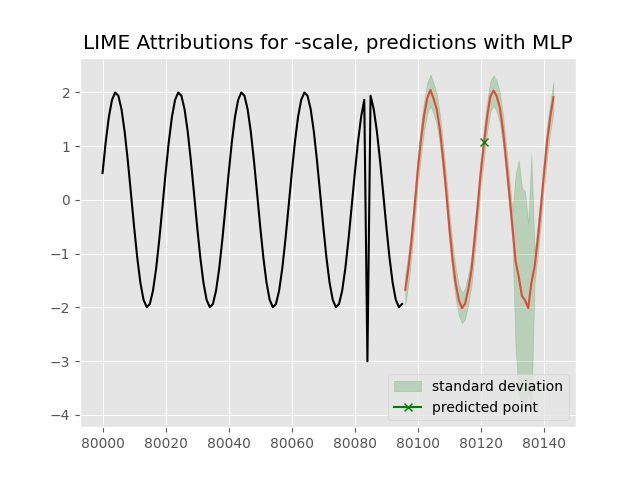 LIME Attributions for -scale, predictions with MLP
2
1
0
−1
−2
−3
−4
standard deviation
predicted point
80000 80020 80040 80060 80080 80100 80120 80140